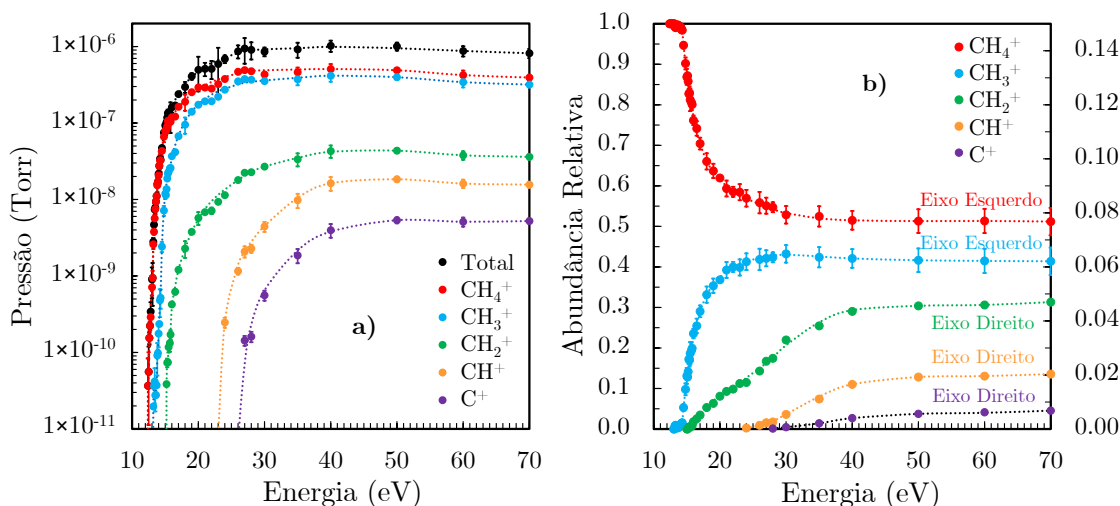 Pressão (Torr)
1×10⁻⁶
1×10⁻⁷
1×10⁻⁸
1×10⁻⁹
1×10⁻¹⁰
1×10⁻¹¹
Total
CH₄⁺
CH₃⁺
CH₂⁺
CH⁺
C⁺
a)
10 20 30 40 50 60 70
Energia (eV)
Abundância Relativa
1.0
0.9
0.8
0.7
0.6
0.5
0.4
0.3
0.2
0.1
0.0
b)
CH₄⁺
CH₃⁺
CH₂⁺
CH⁺
C⁺
Eixo Esquerdo
Eixo Esquerdo
Eixo Direito
Eixo Direito
Eixo Direito
0.14
0.12
0.10
0.08
0.06
0.04
0.02
0.00
10 20 30 40 50 60 70
Energia (eV)